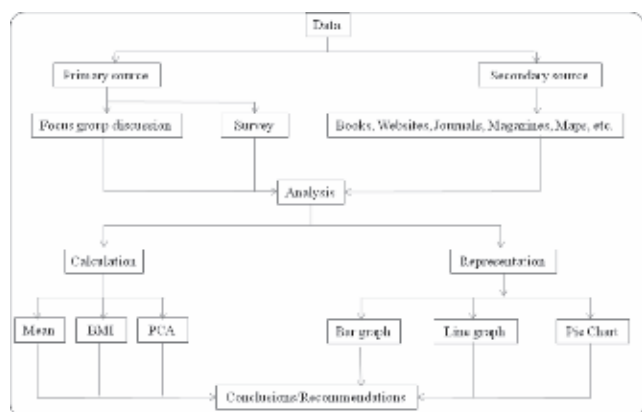 Data
Primary source
Secondary source
Focus group discussion
Survey
Books, Websites, Journals, Magazines, Maps, etc.
Analysis
Calculation
Representation
Mean
BMI
PCA
Bar graph
Line graph
Pie Chart
Conclusions/Recommendations